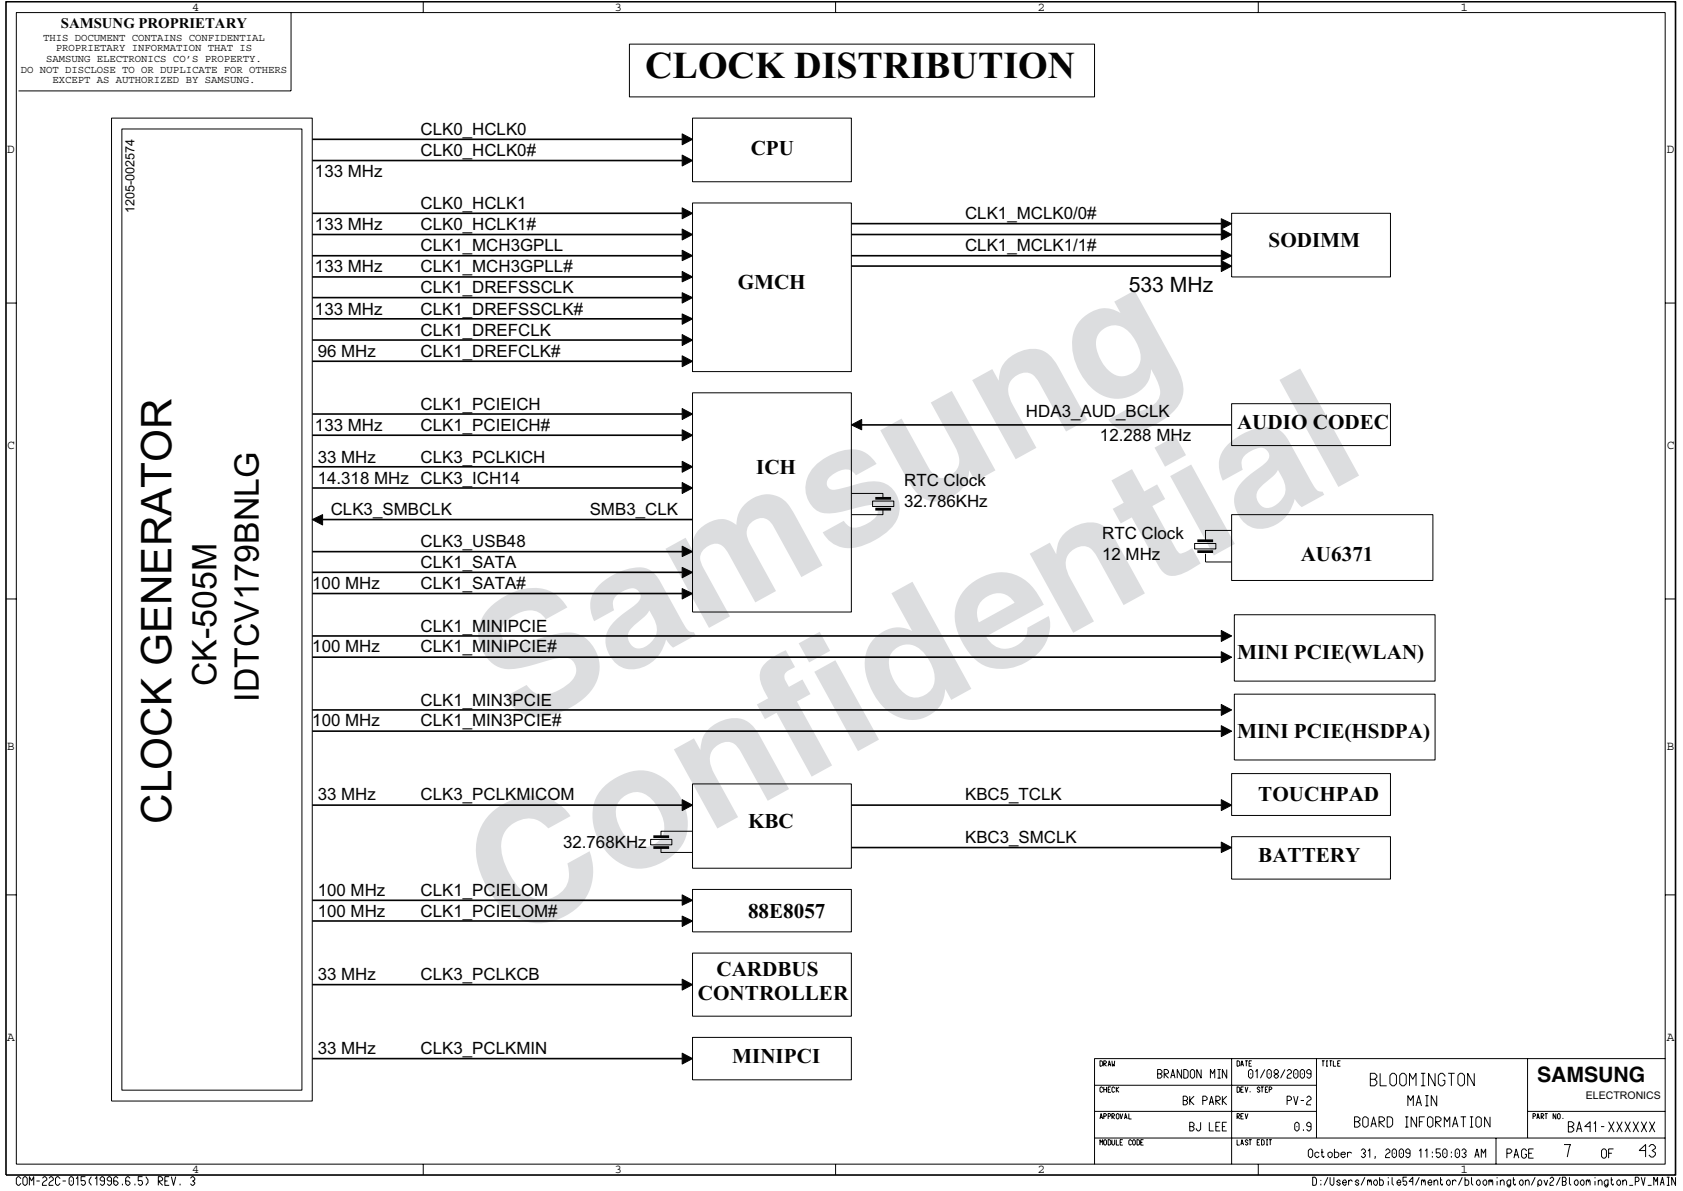 4 3 2 1
SAMSUNG PROPRIETARY
THIS DOCUMENT CONTAINS CONFIDENTIAL
PROPRIETARY INFORMATION THAT IS
SAMSUNG ELECTRONICS CO'S PROPERTY.
DO NOT DISCLOSE TO OR DUPLICATE FOR OTHERS
EXCEPT AS AUTHORIZED BY SAMSUNG.
CLOCK DISTRIBUTION
D D
C C
B B
A A
1205-002574
CLOCK GENERATOR
CK-505M
IDTCV179BNLG
CLK0_HCLK0
CLK0_HCLK0#
133 MHz
CPU
CLK0_HCLK1
133 MHz CLK0_HCLK1#
CLK1_MCH3GPLL
133 MHz CLK1_MCH3GPLL#
CLK1_DREFSSCLK
133 MHz CLK1_DREFSSCLK#
CLK1_DREFCLK
96 MHz CLK1_DREFCLK#
GMCH
CLK1_MCLK0/0#
CLK1_MCLK1/1#
533 MHz
SODIMM
CLK1_PCIEICH
133 MHz CLK1_PCIEICH#
33 MHz CLK3_PCLKICH
14.318 MHz CLK3_ICH14
CLK3_SMBCLK SMB3_CLK
CLK3_USB48
CLK1_SATA
100 MHz CLK1_SATA#
ICH
HDA3_AUD_BCLK
12.288 MHz
AUDIO CODEC
RTC Clock
32.786KHz
RTC Clock
12 MHz
AU6371
CLK1_MINIPCIE
100 MHz CLK1_MINIPCIE#
MINI PCIE(WLAN)
CLK1_MIN3PCIE
100 MHz CLK1_MIN3PCIE#
MINI PCIE(HSDPA)
33 MHz CLK3_PCLKMICOM
32.768KHz
KBC
KBC5_TCLK
TOUCHPAD
KBC3_SMCLK
BATTERY
100 MHz CLK1_PCIELOM
100 MHz CLK1_PCIELOM#
88E8057
33 MHz CLK3_PCLKCB
CARDBUS
CONTROLLER
33 MHz CLK3_PCLKMIN
MINIPCI
Samsung
Confidential
DRAW
BRANDON MIN
DATE
01/08/2009
TITLE
BLOOMINGTON
MAIN
BOARD INFORMATION
SAMSUNG
ELECTRONICS
CHECK
BK PARK
DEV. STEP
PV-2
APPROVAL
BJ LEE
REV
0.9
PART NO.
BA41-XXXXXX
MODULE CODE
LAST EDIT
October 31, 2009 11:50:03 AM
PAGE 7 OF 43
4 3 2 1
COM-22C-015(1996.6.5) REV. 3
D:/Users/mobile54/mentor/bloomington/pv2/Bloomington_PV_MAIN